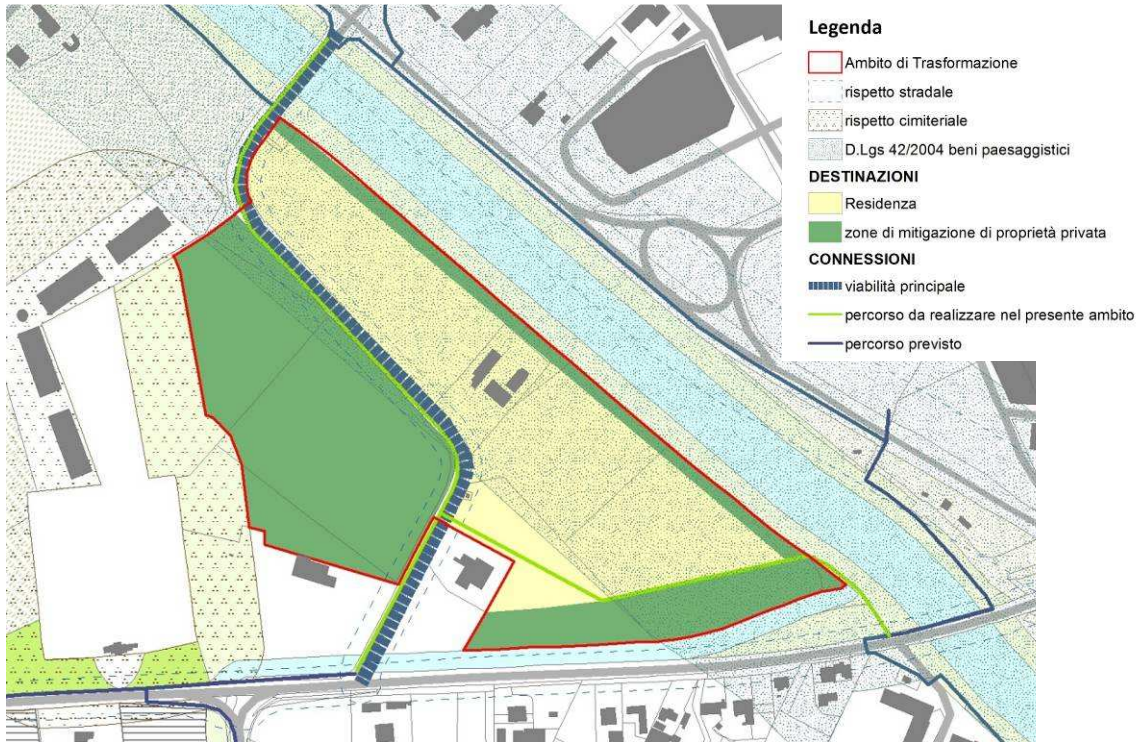 Legenda
Ambito di Trasformazione
rispetto stradale
rispetto cimiteriale
D.Lgs 42/2004 beni paesaggistici
DESTINAZIONI
Residenza
zone di mitigazione di proprietà privata
CONNESSIONI
viabilità principale
percorso da realizzare nel presente ambito
percorso previsto